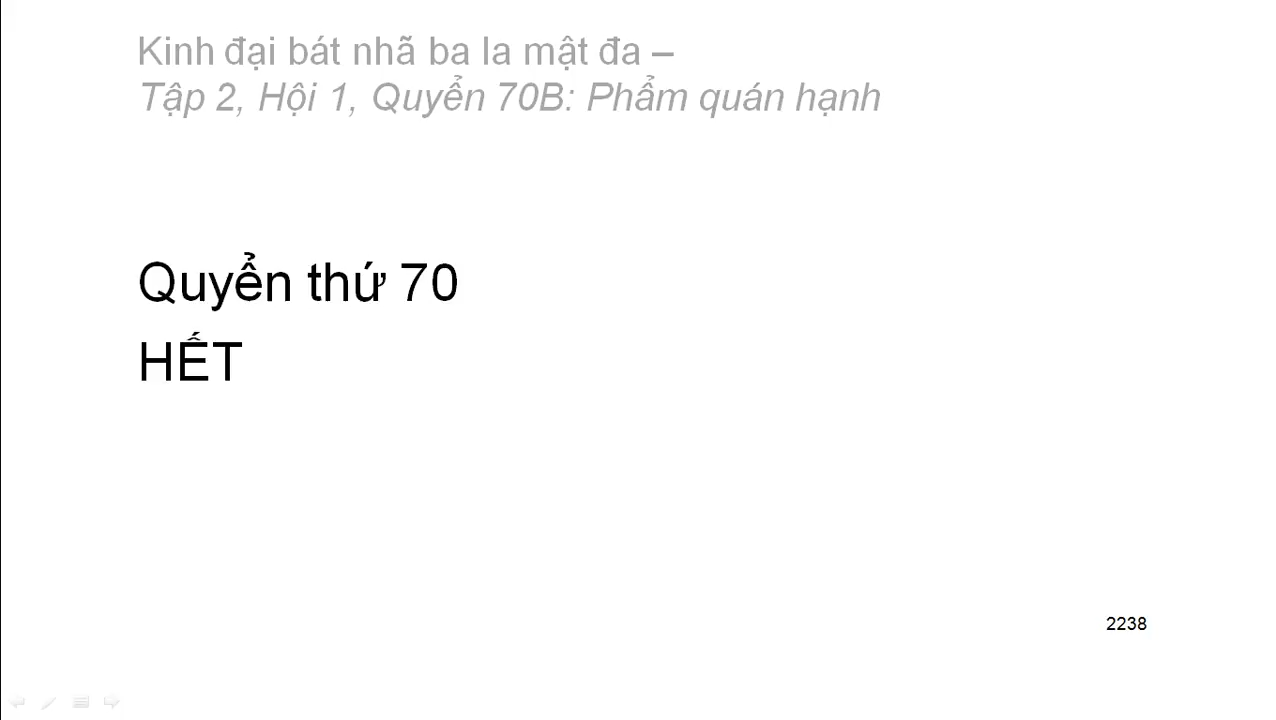 Kinh đại bát nhã ba la mật đa –
Tập 2, Hội 1, Quyển 70B: Phẩm quán hạnh
Quyển thứ 70
HẾT
2238